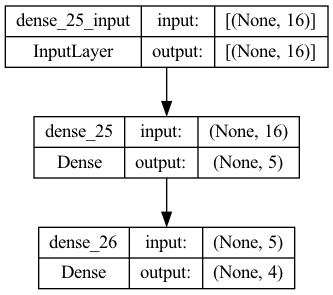 dense_25_input input: [(None, 16)]
InputLayer output: [(None, 16)]
dense_25 input: (None, 16)
Dense output: (None, 5)
dense_26 input: (None, 5)
Dense output: (None, 4)